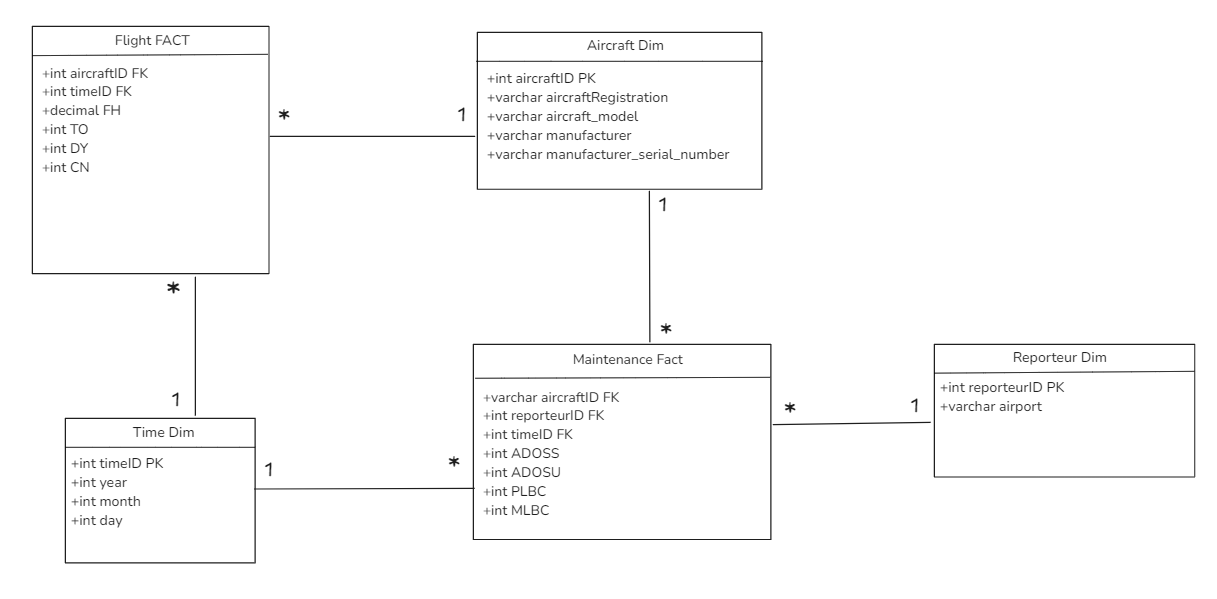 Flight FACT
+int aircraftID FK
+int timeID FK
+decimal FH
+int TO
+int DY
+int CN
*
1
Aircraft Dim
+int aircraftID PK
+varchar aircraftRegistration
+varchar aircraft_model
+varchar manufacturer
+varchar manufacturer_serial_number
*
1
1
*
Time Dim
+int timeID PK
+int year
+int month
+int day
1
*
Maintenance Fact
+varchar aircraftID FK
+int reporteurID FK
+int timeID FK
+int ADOSS
+int ADOSU
+int PLBC
+int MLBC
*
1
Reporteur Dim
+int reporteurID PK
+varchar airport